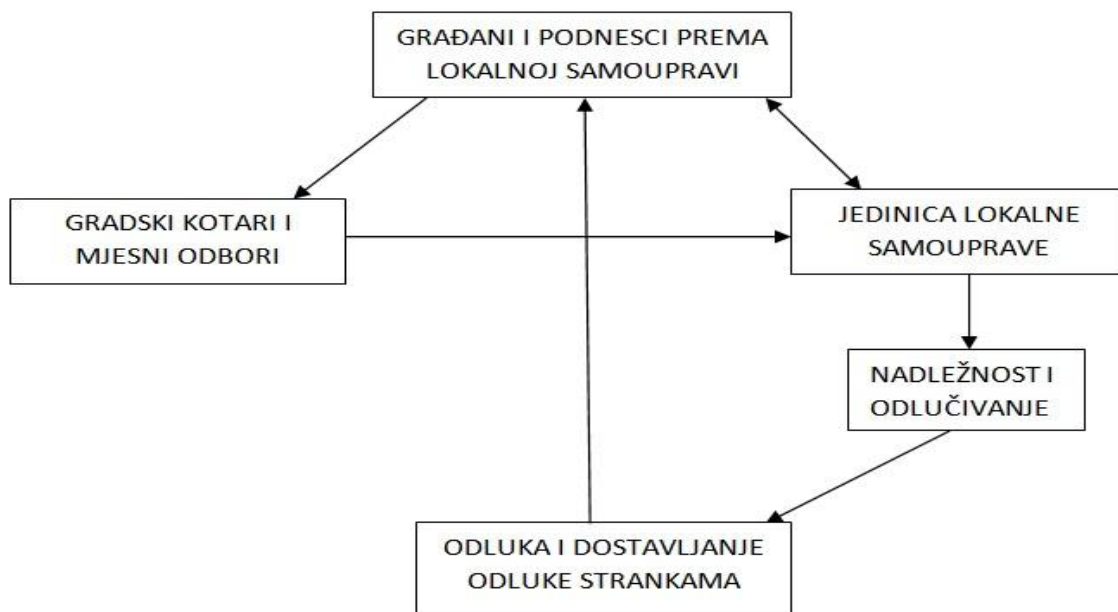 GRAĐANI I PODNESCI PREMA
LOKALNOJ SAMOUPRAVI
GRADSKI KOTARI I
MJESNI ODBORI
JEDINICA LOKALNE
SAMOUPRAVE
NADLEŽNOST I
ODLUČIVANJE
ODLUKA I DOSTAVLJANJE
ODLUKE STRANKAMA